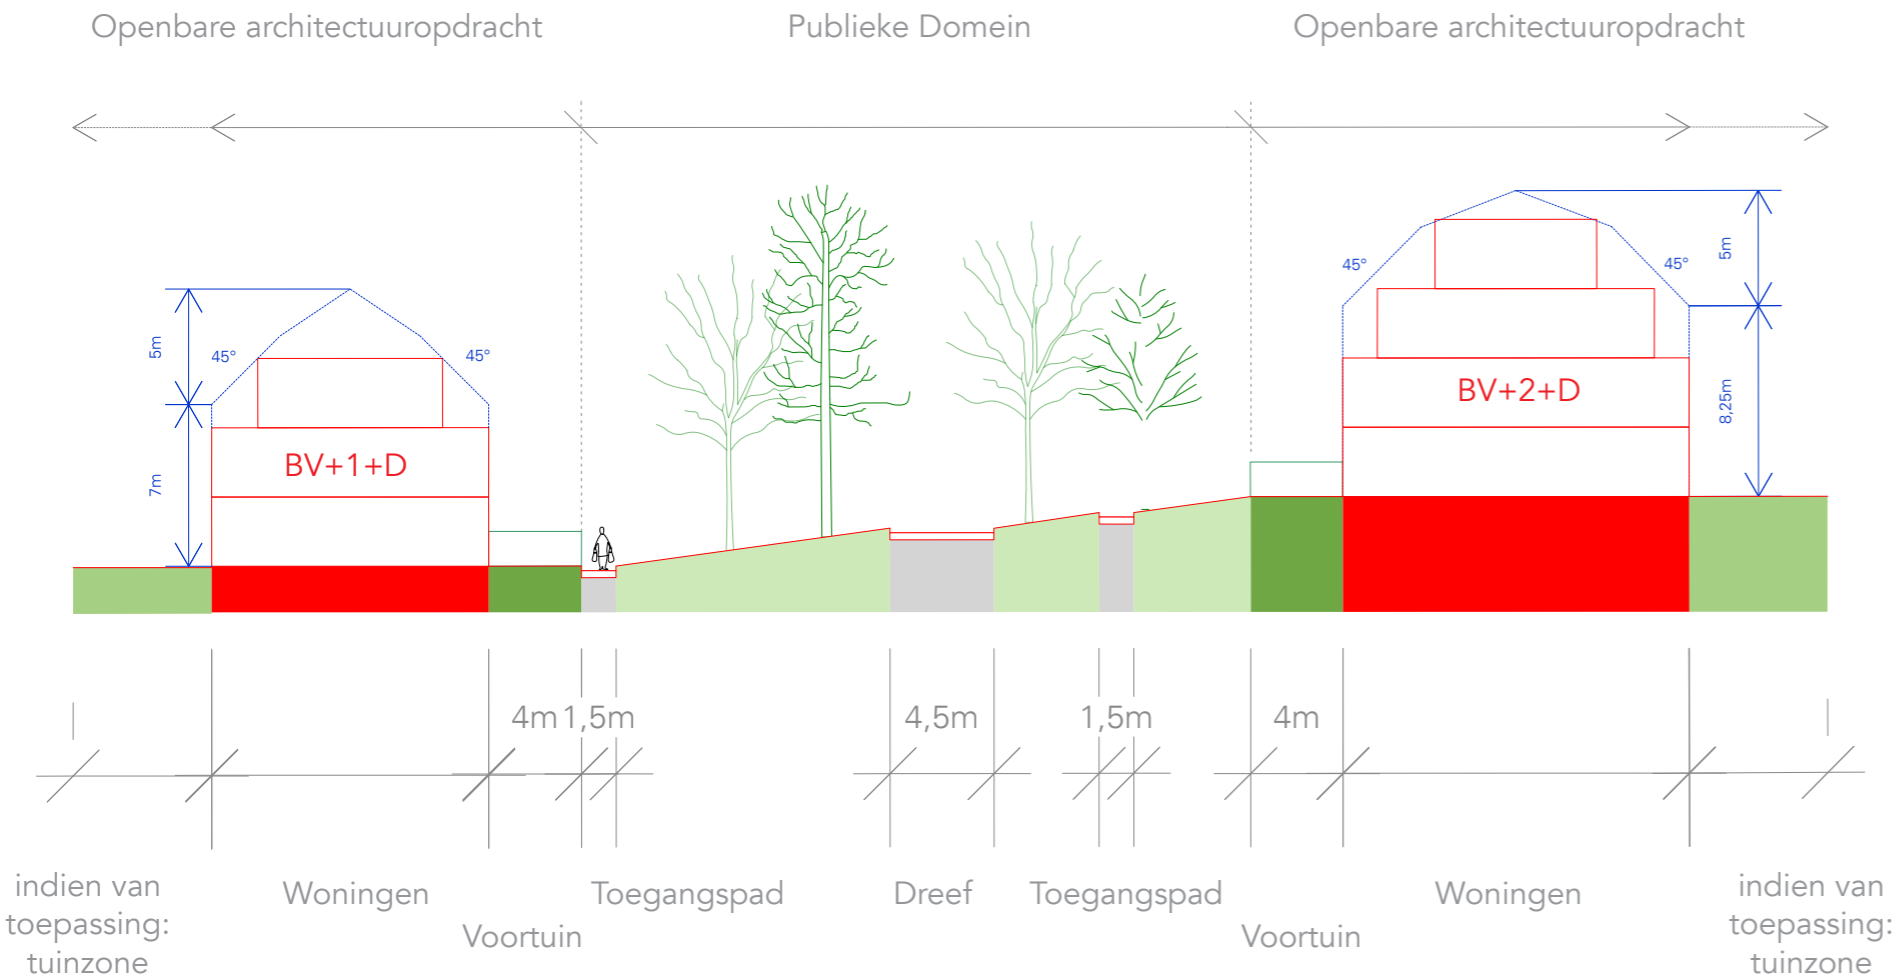 Openbare architectuuropdracht
Publieke Domein
Openbare architectuuropdracht
5m
45°
45°
7m
BV+1+D
45°
45°
5m
8,25m
BV+2+D
4m
1,5m
4,5m
1,5m
4m
indien van
toepassing:
tuinzone
Woningen
Voortuin
Toegangspad
Dreef
Toegangspad
Voortuin
Woningen
indien van
toepassing:
tuinzone